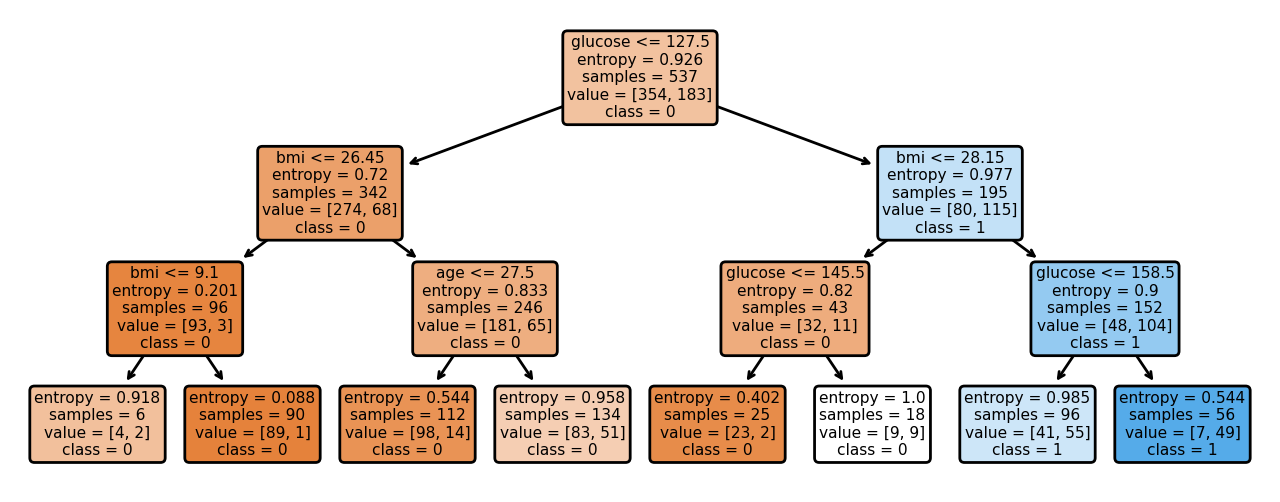 glucose <= 127.5
entropy = 0.926
samples = 537
value = [354, 183]
class = 0
bmi <= 26.45
entropy = 0.72
samples = 342
value = [274, 68]
class = 0
bmi <= 28.15
entropy = 0.977
samples = 195
value = [80, 115]
class = 1
bmi <= 9.1
entropy = 0.201
samples = 96
value = [93, 3]
class = 0
age <= 27.5
entropy = 0.833
samples = 246
value = [181, 65]
class = 0
glucose <= 145.5
entropy = 0.82
samples = 43
value = [32, 11]
class = 0
glucose <= 158.5
entropy = 0.9
samples = 152
value = [48, 104]
class = 1
entropy = 0.918
samples = 6
value = [4, 2]
class = 0
entropy = 0.088
samples = 90
value = [89, 1]
class = 0
entropy = 0.544
samples = 112
value = [98, 14]
class = 0
entropy = 0.958
samples = 134
value = [83, 51]
class = 0
entropy = 0.402
samples = 25
value = [23, 2]
class = 0
entropy = 1.0
samples = 18
value = [9, 9]
class = 0
entropy = 0.985
samples = 96
value = [41, 55]
class = 1
entropy = 0.544
samples = 56
value = [7, 49]
class = 1